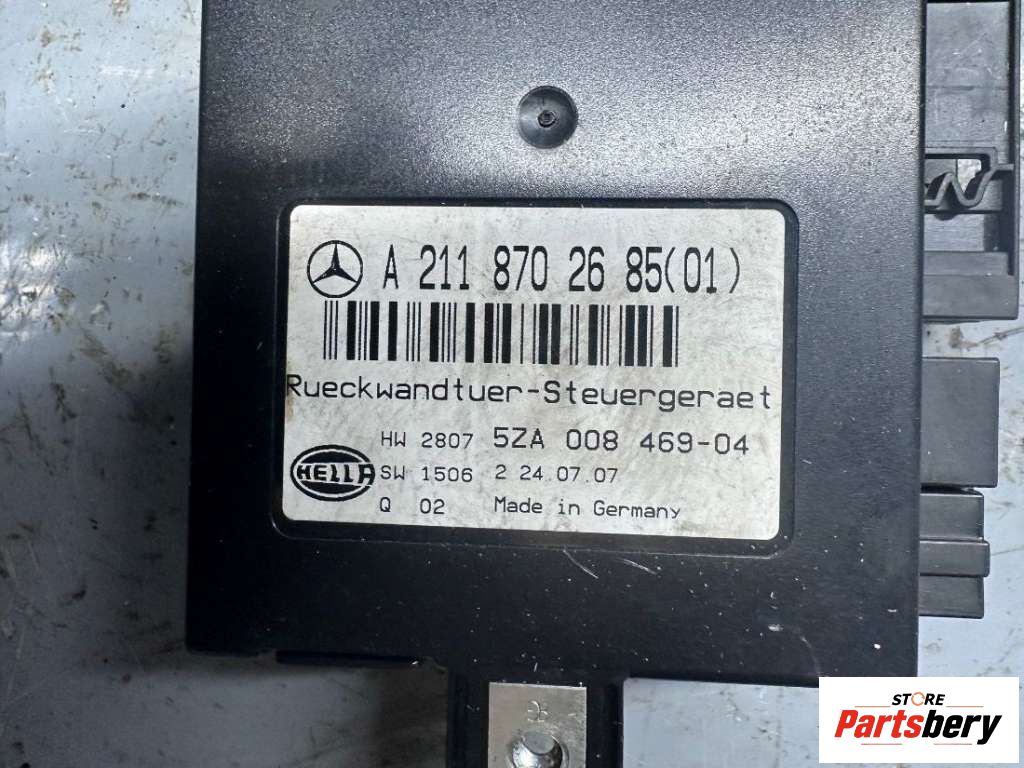 A 211 870 26 85(01)
Rueckwandtuer-Steuergeraet
HW 2807 5ZA 008 469-04
HELLA SW 1506 2 24.07.07
Q 02 Made in Germany
STORE
Partsbery